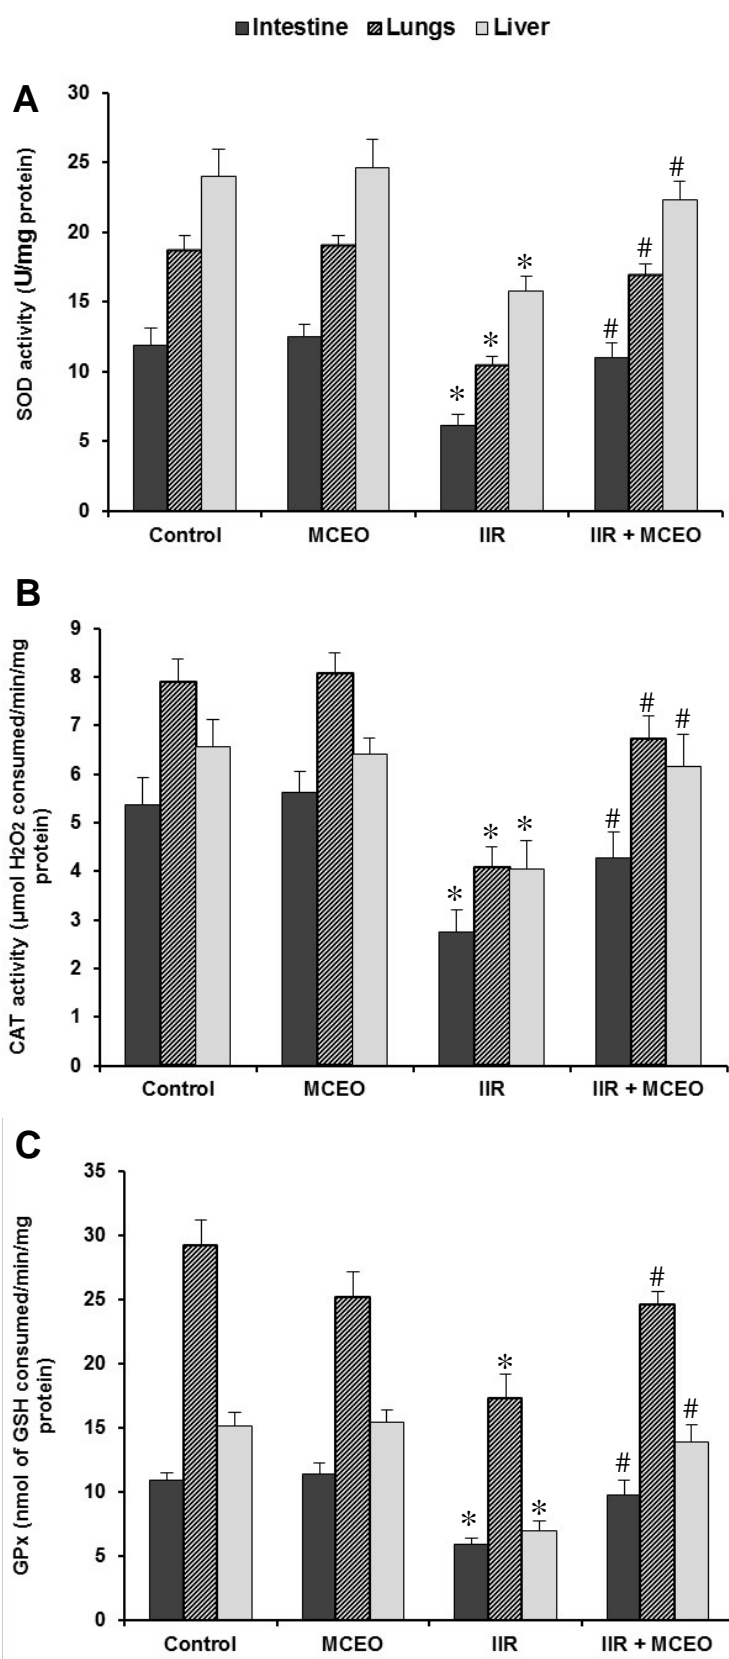 Intestine Lungs Liver
A
SOD activity (U/mg protein)
30
25
20
15
10
5
0
* * *
# # #
Control MCEO IIR IIR + MCEO
B
CAT activity (µmol H2O2 consumed/min/mg
protein)
9
8
7
6
5
4
3
2
1
0
* * *
# # #
Control MCEO IIR IIR + MCEO
C
GPx (nmol of GSH consumed/min/mg
protein)
35
30
25
20
15
10
5
0
* * *
# # #
Control MCEO IIR IIR + MCEO